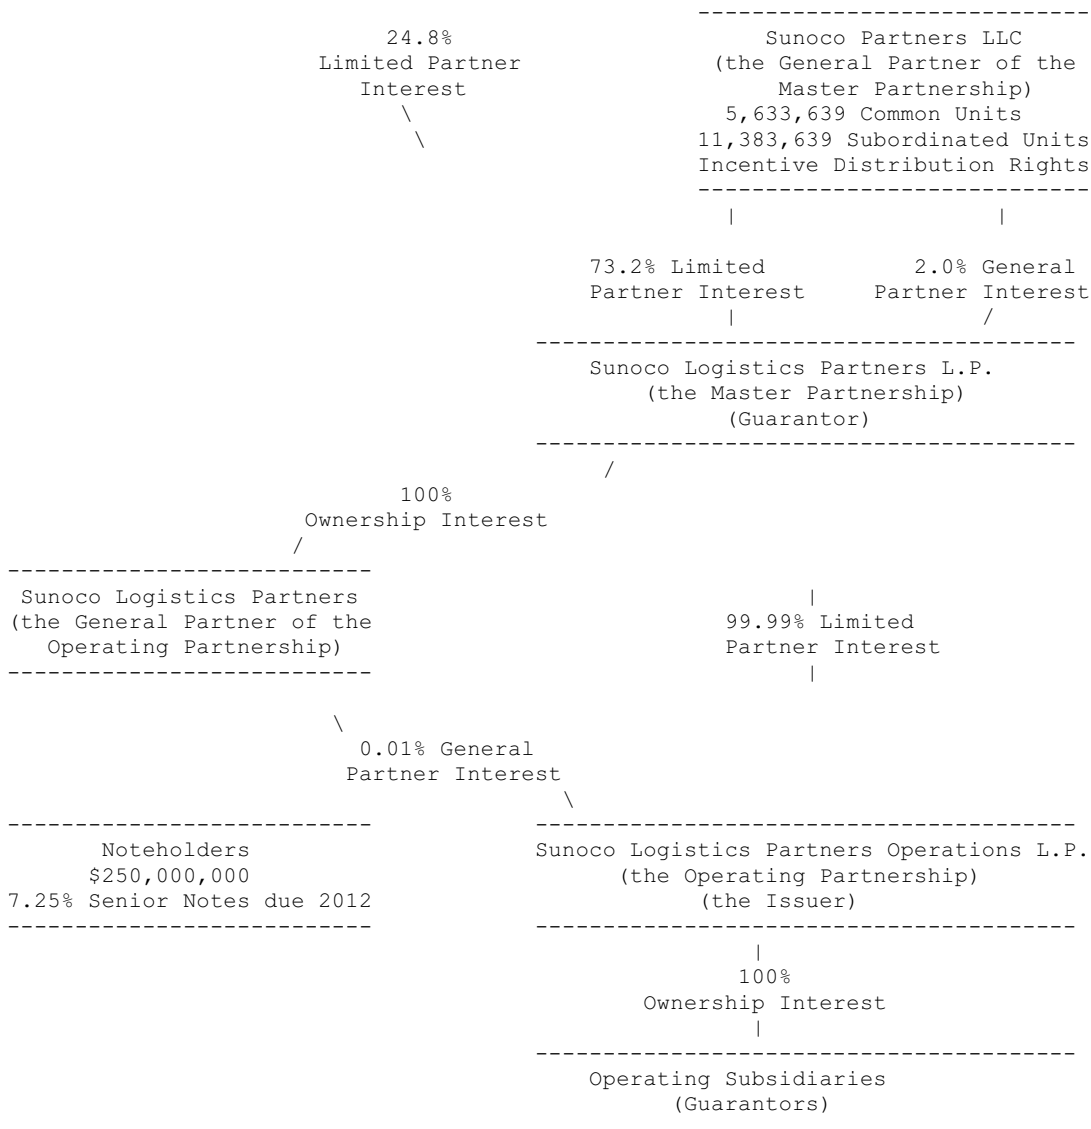 24.8%
Limited Partner
Interest
Sunoco Partners LLC
(the General Partner of the
Master Partnership)
5,633,639 Common Units
11,383,639 Subordinated Units
Incentive Distribution Rights
73.2% Limited
Partner Interest
2.0% General
Partner Interest
Sunoco Logistics Partners L.P.
(the Master Partnership)
(Guarantor)
100%
Ownership Interest
Sunoco Logistics Partners
(the General Partner of the
Operating Partnership)
99.99% Limited
Partner Interest
0.01% General
Partner Interest
Noteholders
$250,000,000
7.25% Senior Notes due 2012
Sunoco Logistics Partners Operations L.P.
(the Operating Partnership)
(the Issuer)
100%
Ownership Interest
Operating Subsidiaries
(Guarantors)